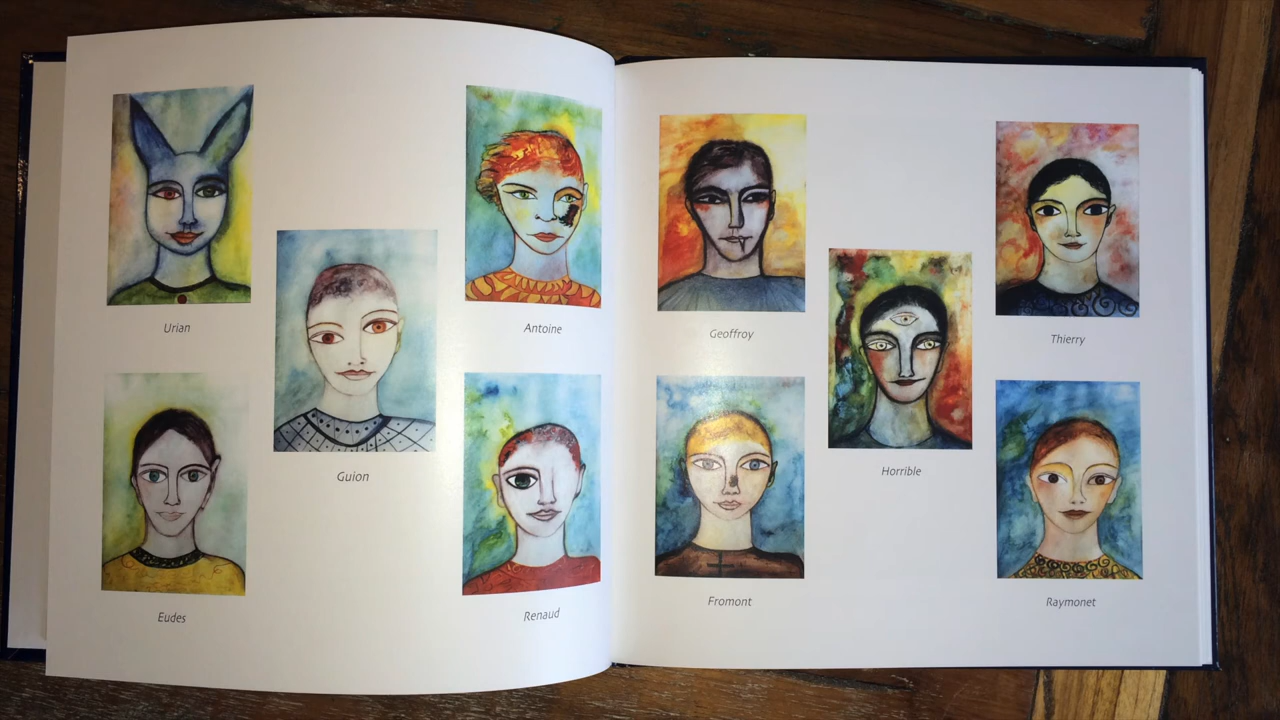 Urian
Antoine
Guion
Eudes
Renaud
Geoffroy
Thierry
Horrible
Fromont
Raymonet